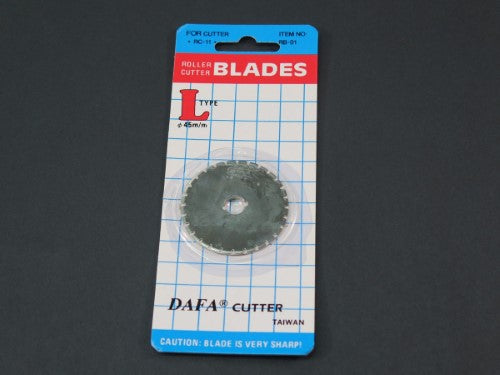 FOR CUTTER
ITEM NO
• RC-11 •
RB-01
ROLLER
CUTTER
BLADES
L TYPE
φ 45m/m
DAFA® CUTTER
TAIWAN
CAUTION: BLADE IS VERY SHARP!